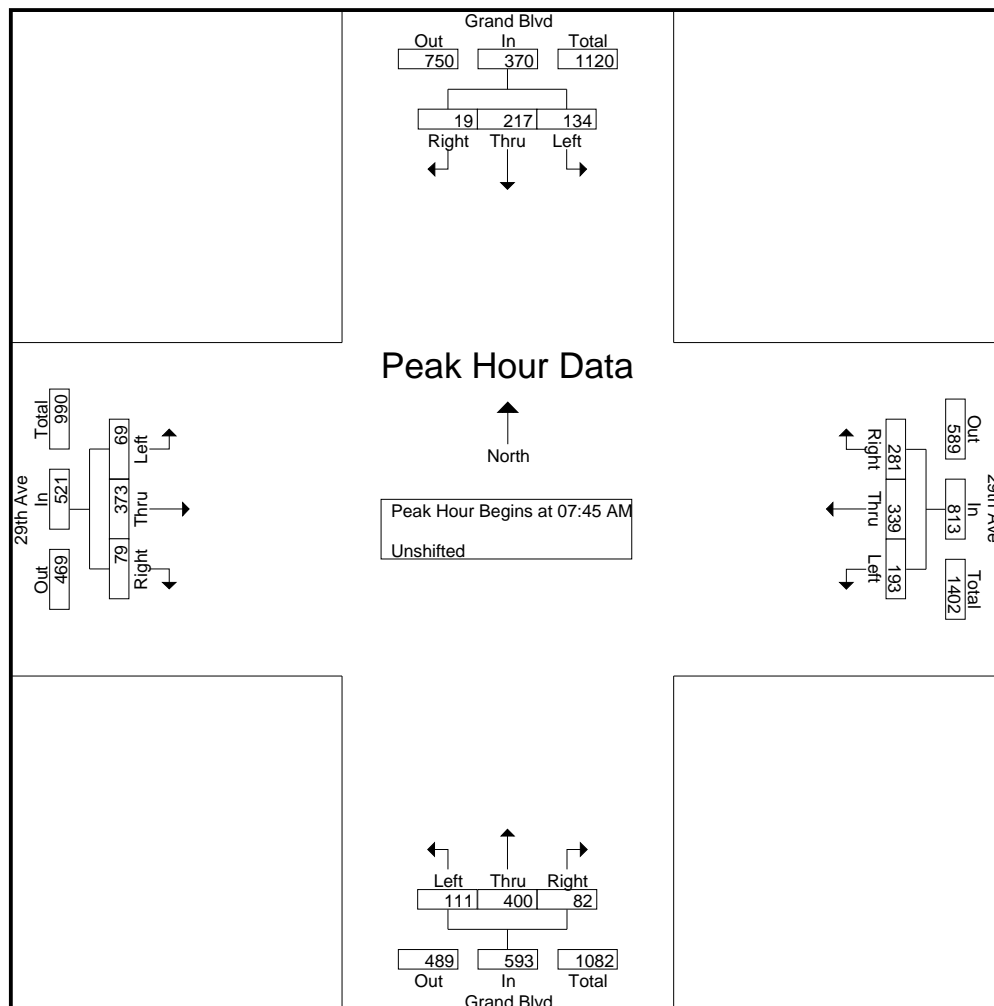 Grand Blvd
Out In Total
750 370 1120
19 217 134
Right Thru Left
Peak Hour Data
North
Peak Hour Begins at 07:45 AM
Unshifted
29th Ave
Total In Out
990 521 469
69 373 79
Left Thru Right
29th Ave
Out In Total
589 813 1402
281 339 193
Right Thru Left
Left Thru Right
111 400 82
489 593 1082
Out In Total
Grand Blvd